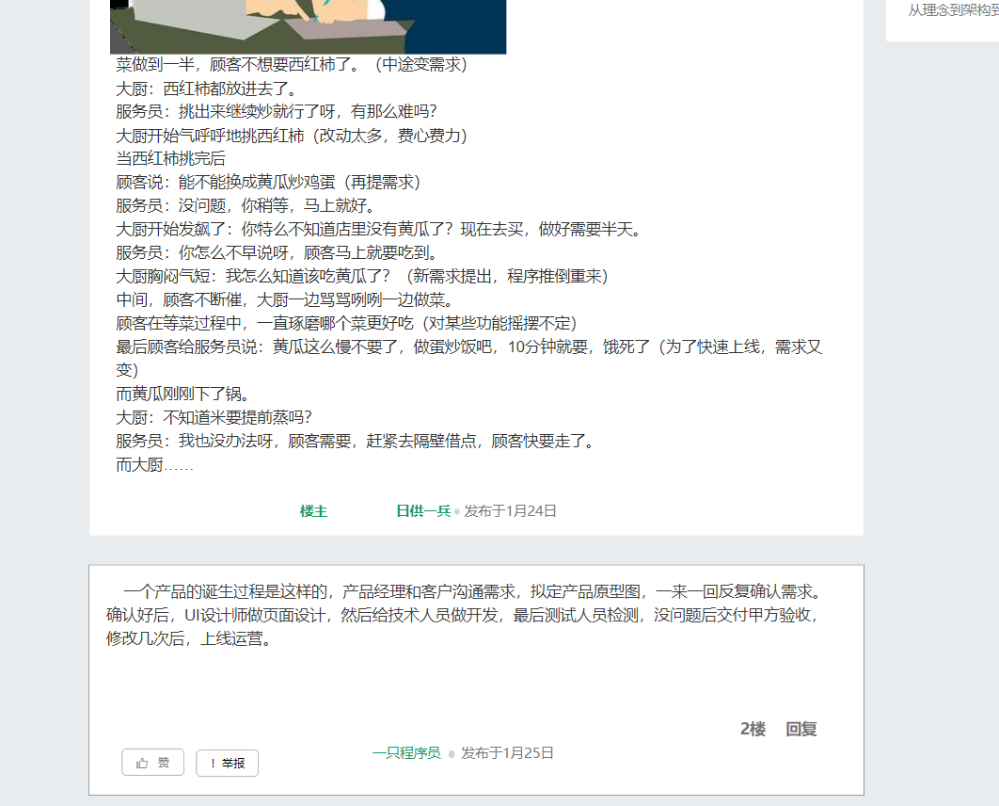 从理念到架构到
菜做到一半，顾客不想要西红柿了。（中途变需求）
大厨：西红柿都放进去了。
服务员：挑出来继续炒就行了呀，有那么难吗？
大厨开始气呼呼地挑西红柿（改动太多，费心费力）
当西红柿挑完后
顾客说：能不能换成黄瓜炒鸡蛋（再提需求）
服务员：没问题，你稍等，马上就好。
大厨开始发飙了：你特么不知道店里没有黄瓜了？现在去买，做好需要半天。
服务员：你怎么不早说呀，顾客马上就要吃到。
大厨胸闷气短：我怎么知道该吃黄瓜了？（新需求提出，程序推倒重来）
中间，顾客不断催，大厨一边骂骂咧咧一边做菜。
顾客在等菜过程中，一直琢磨哪个菜更好吃（对某些功能摇摆不定）
最后顾客给服务员说：黄瓜这么慢不要了，做蛋炒饭吧，10分钟就要，饿死了（为了快速上线，需求又
变）
而黄瓜刚刚下了锅。
大厨：不知道米要提前蒸吗？
服务员：我也没办法呀，顾客需要，赶紧去隔壁借点，顾客快要走了。
而大厨……
楼主 日供一兵 发布于1月24日
一个产品的诞生过程是这样的，产品经理和客户沟通需求，拟定产品原型图，一来一回反复确认需求。
确认好后，UI设计师做页面设计，然后给技术人员做开发，最后测试人员检测，没问题后交付甲方验收，
修改几次后，上线运营。
2楼 回复
赞 ！举报 一只程序员 发布于1月25日